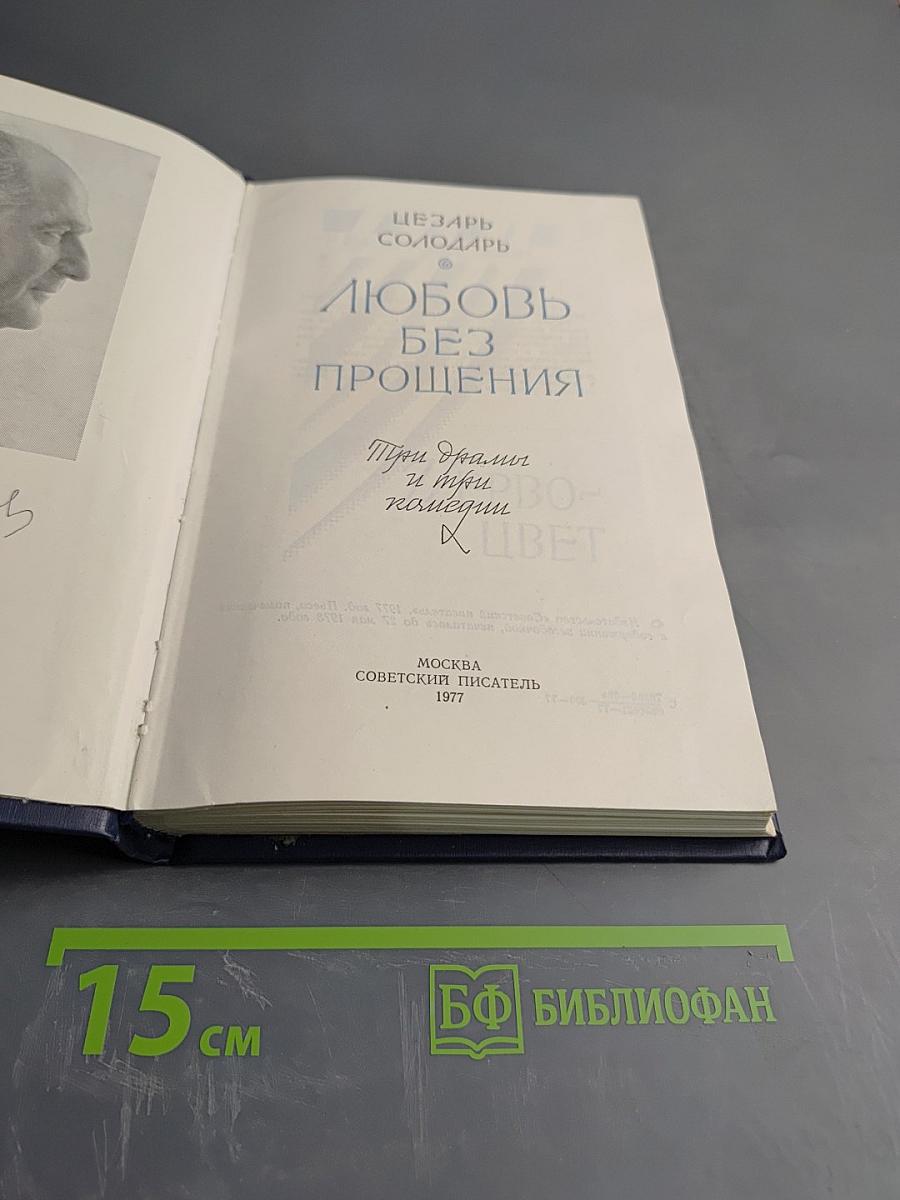 ЦЕЗАРЬ
СОЛОДАРЬ
ЛЮБОВЬ
БЕЗ
ПРОЩЕНИЯ
Три драмы
и три
комедии
МОСКВА
СОВЕТСКИЙ ПИСАТЕЛЬ
1977
15 см
БФ БИБЛИОФАН